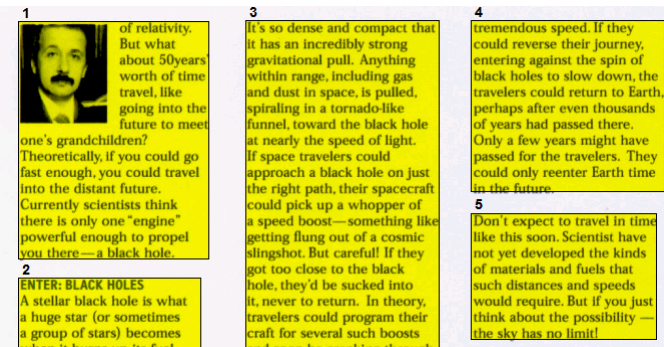 1
of relativity.
But what
about 50years'
worth of time
travel, like
going into the
future to meet
one's grandchildren?
Theoretically, if you could go
fast enough, you could travel
into the distant future.
Currently scientists think
there is only one "engine"
powerful enough to propel
you there—a black hole.
2
ENTER: BLACK HOLES
A stellar black hole is what
a huge star (or sometimes
a group of stars) becomes
when it burns up its fuel
3
It's so dense and compact that
it has an incredibly strong
gravitational pull. Anything
within range, including gas
and dust in space, is pulled,
spiraling in a tornado-like
funnel, toward the black hole
at nearly the speed of light.
If space travelers could
approach a black hole on just
the right path, their spacecraft
could pick up a whopper of
a speed boost—something like
getting flung out of a cosmic
slingshot. But careful! If they
got too close to the black
hole, they'd be sucked into
it, never to return. In theory,
travelers could program their
craft for several such boosts
4
tremendous speed. If they
could reverse their journey,
entering against the spin of
black holes to slow down, the
travelers could return to Earth,
perhaps after even thousands
of years had passed there.
Only a few years might have
passed for the travelers. They
could only reenter Earth time
in the future.
5
Don't expect to travel in time
like this soon. Scientist have
not yet developed the kinds
of materials and fuels that
such distances and speeds
would require. But if you just
think about the possibility —
the sky has no limit!